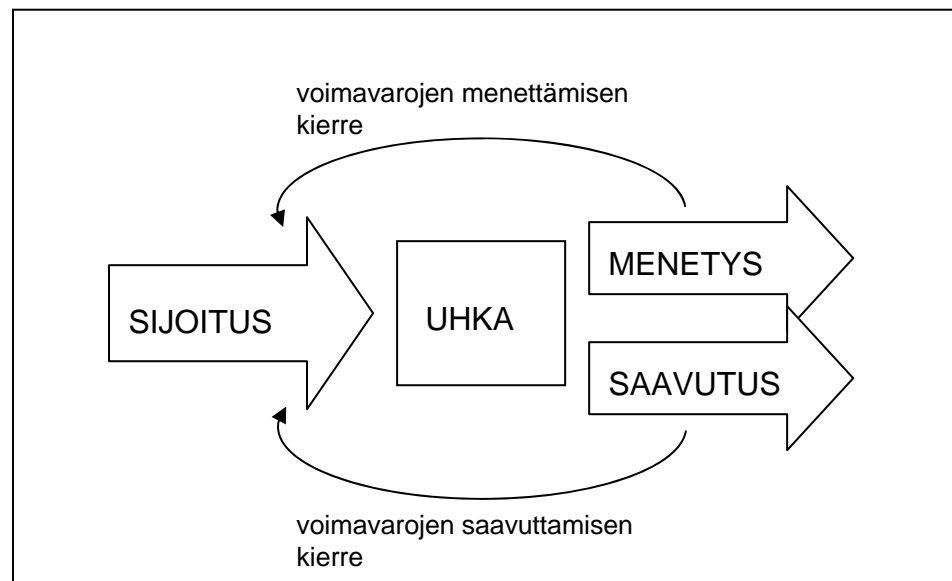 voimavarojen menettämisen
kierre
SIJOITUS
UHKA
MENETYS
SAAVUTUS
voimavarojen saavuttamisen
kierre